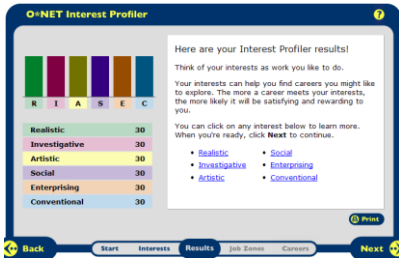 O*NET Interest Profiler
?
R I A S E C
Realistic 30
Investigative 30
Artistic 30
Social 30
Enterprising 30
Conventional 30
Here are your Interest Profiler results!
Think of your interests as work you like to do.
Your interests can help you find careers you might like
to explore. The more a career meets your interests,
the more likely it will be satisfying and rewarding to
you.
You can click on any interest below to learn more.
When you're ready, click Next to continue.
• Realistic
• Investigative
• Artistic
• Social
• Enterprising
• Conventional
Print
Back Start Interests Results Job Zones Careers Next